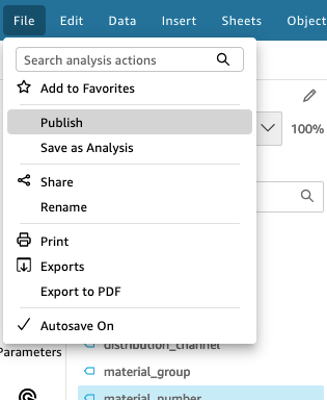 File Edit Data Insert Sheets Object
Search analysis actions
Add to Favorites
Publish
100%
Save as Analysis
Share
Rename
Print
Exports
Export to PDF
Autosave On
distribution_channel
Parameters
material_group
material_number